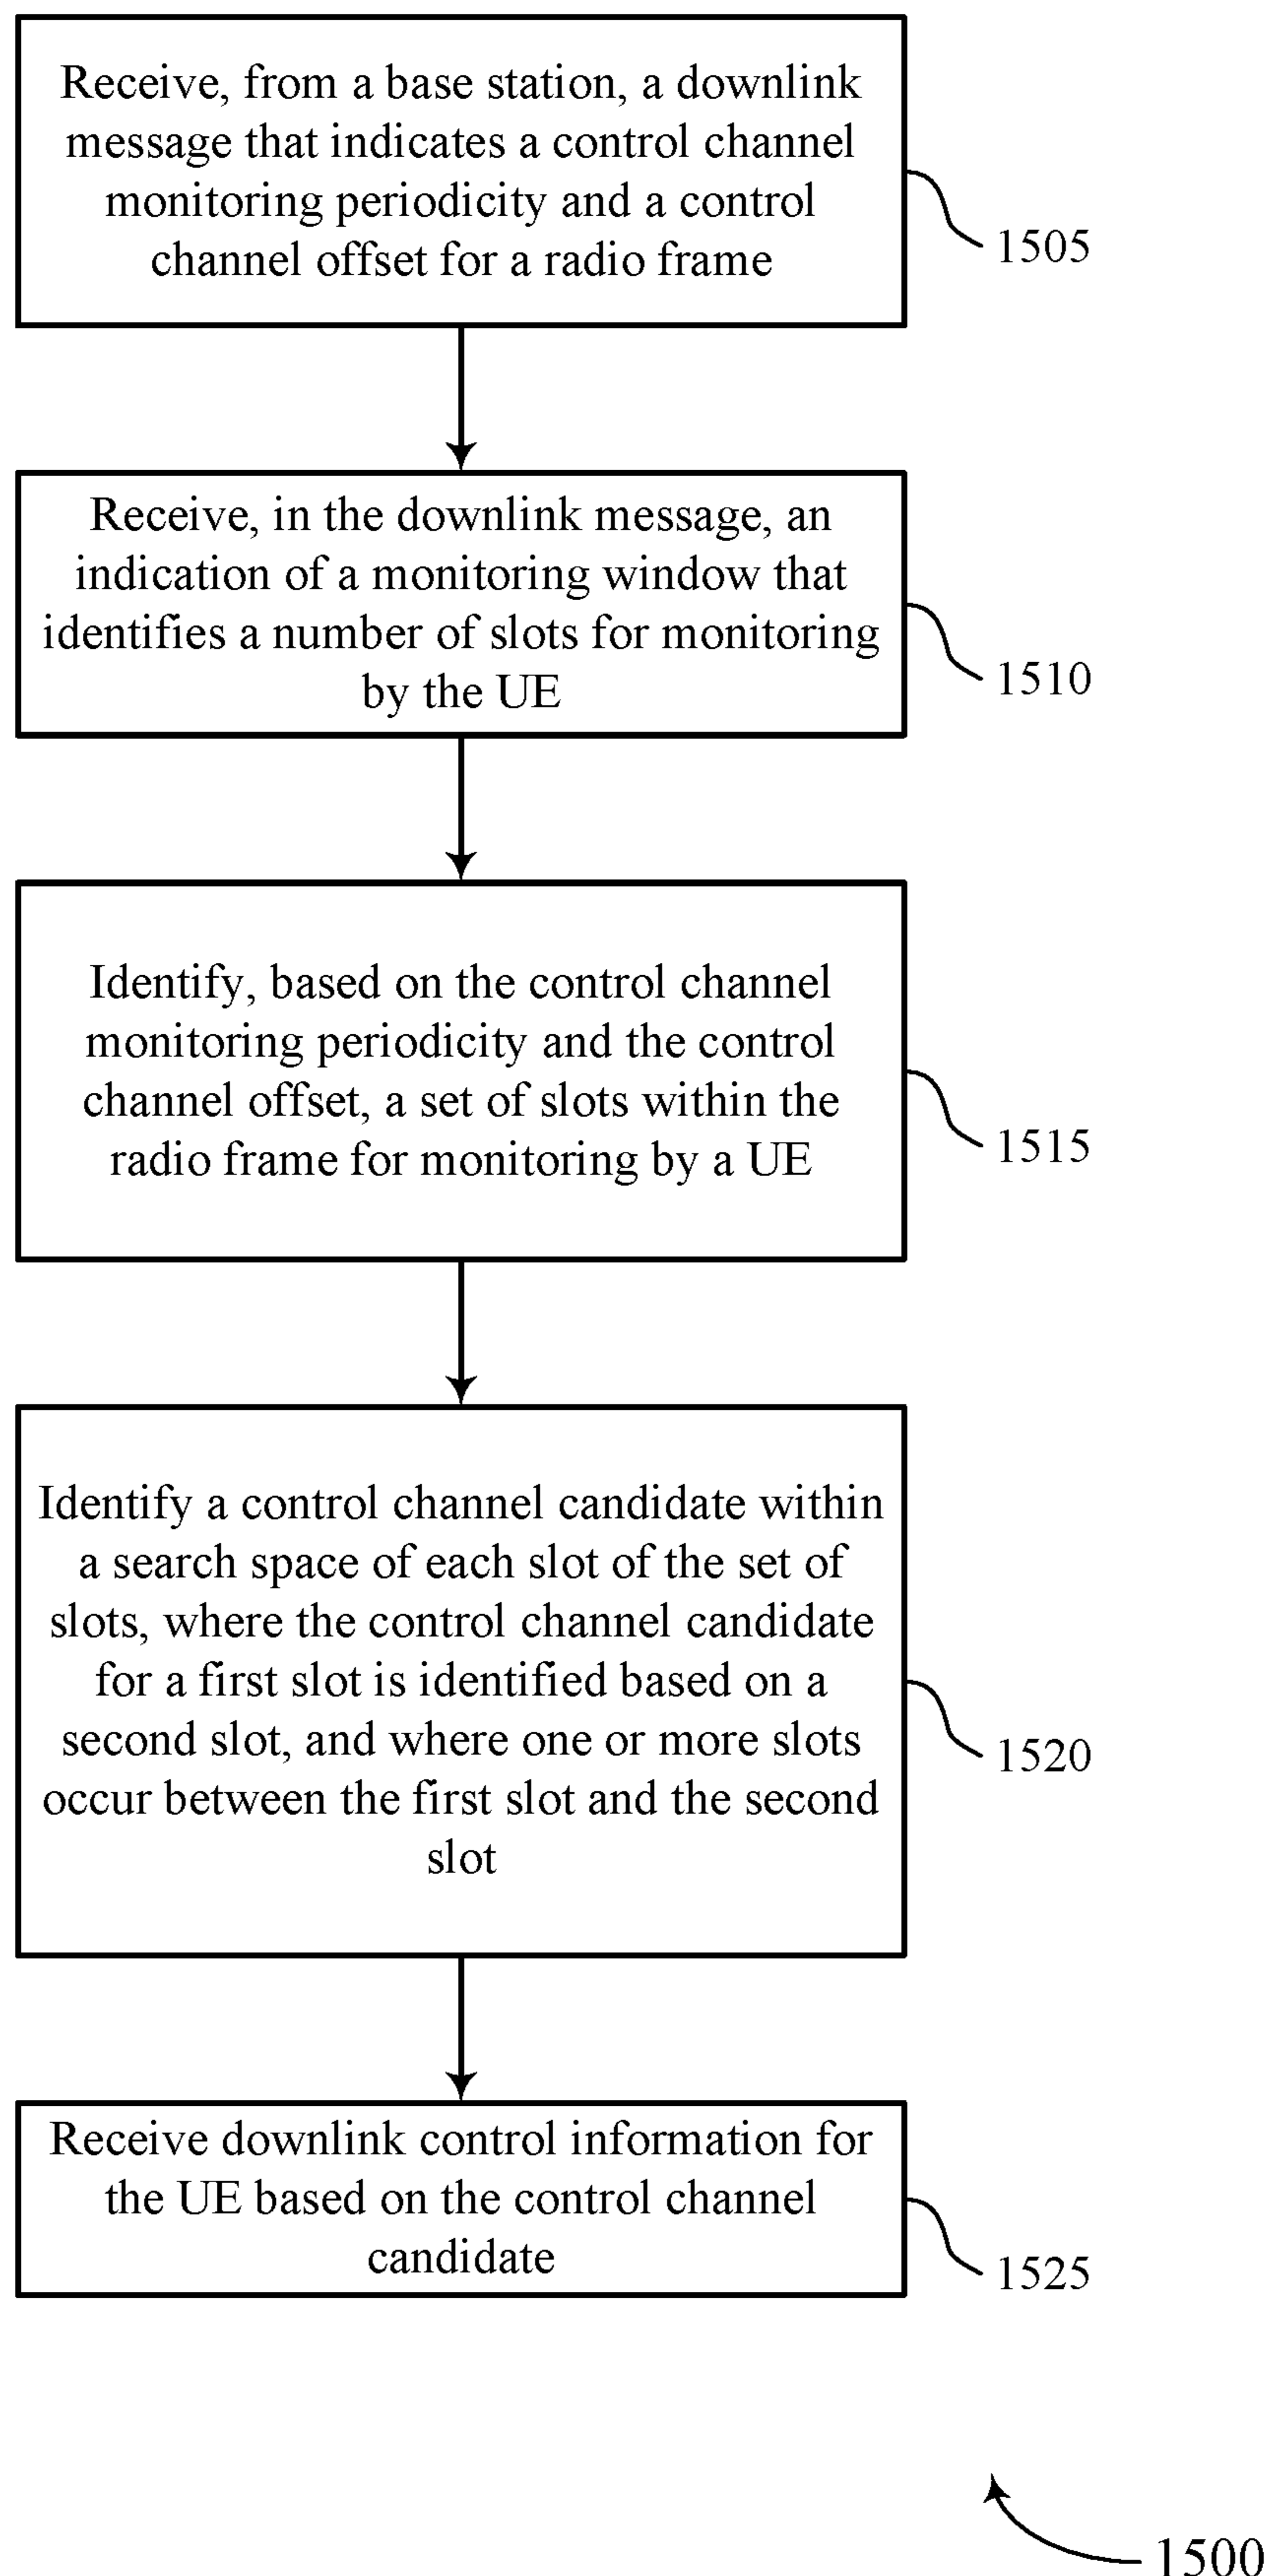 Receive, from a base station, a downlink
message that indicates a control channel
monitoring periodicity and a control
channel offset for a radio frame
1505
Receive, in the downlink message, an
indication of a monitoring window that
identifies a number of slots for monitoring
by the UE
1510
Identify, based on the control channel
monitoring periodicity and the control
channel offset, a set of slots within the
radio frame for monitoring by a UE
1515
Identify a control channel candidate within
a search space of each slot of the set of
slots, where the control channel candidate
for a first slot is identified based on a
second slot, and where one or more slots
occur between the first slot and the second
slot
1520
Receive downlink control information for
the UE based on the control channel
candidate
1525
1500